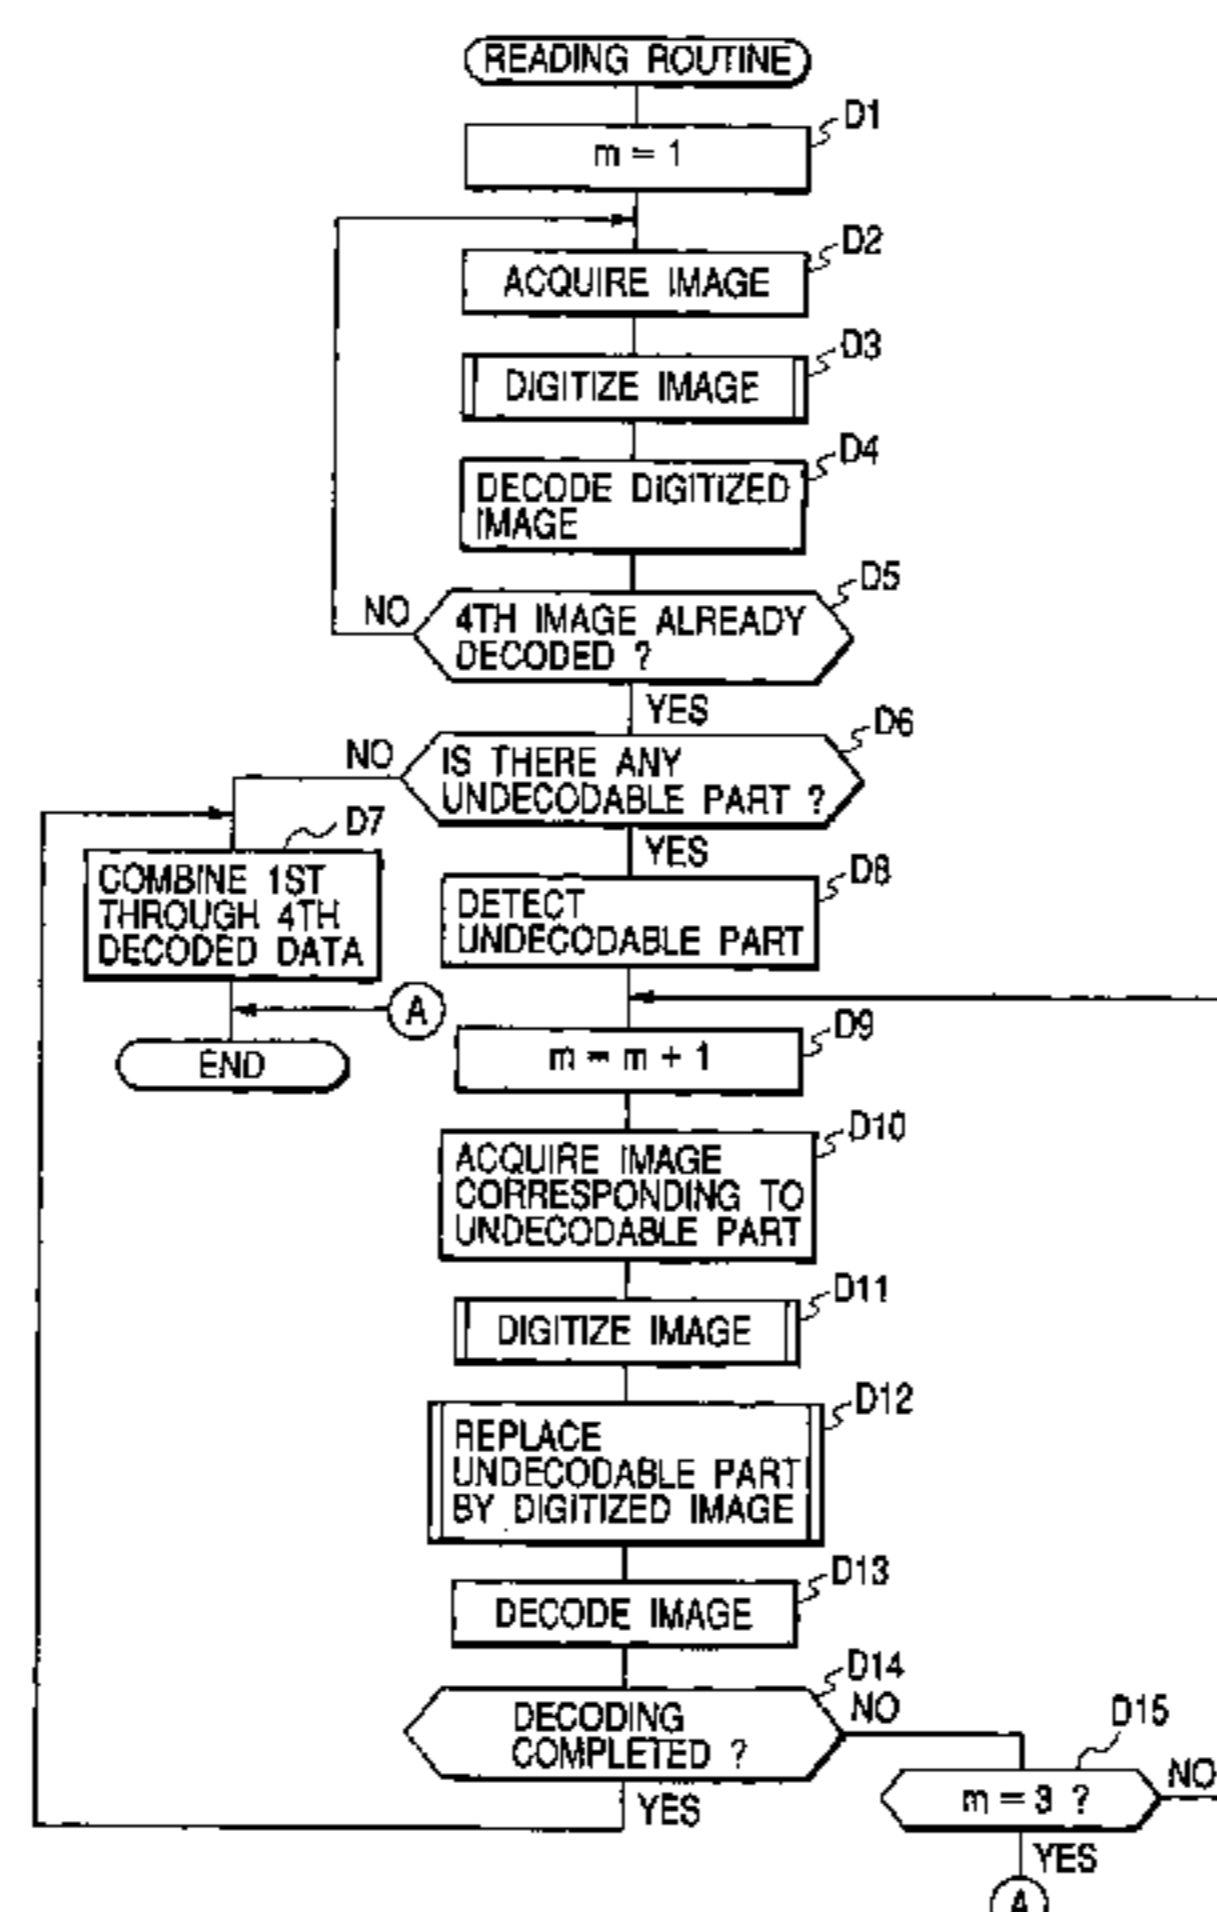 READING ROUTINE
D1
m = 1
D2
ACQUIRE IMAGE
D3
DIGITIZE IMAGE
D4
DECODE DIGITIZED
IMAGE
D5
NO
4TH IMAGE ALREADY
DECODED ?
YES
D6
NO
IS THERE ANY
UNDECODABLE PART ?
D7
YES
COMBINE 1ST
THROUGH 4TH
DECODED DATA
D8
DETECT
UNDECODABLE PART
A
END
D9
m = m + 1
D10
ACQUIRE IMAGE
CORRESPONDING TO
UNDECODABLE PART
D11
DIGITIZE IMAGE
D12
REPLACE
UNDECODABLE PART
BY DIGITIZED IMAGE
D13
DECODE IMAGE
D14
DECODING
COMPLETED ?
NO
YES
D15
m = 3 ?
NO
YES
A